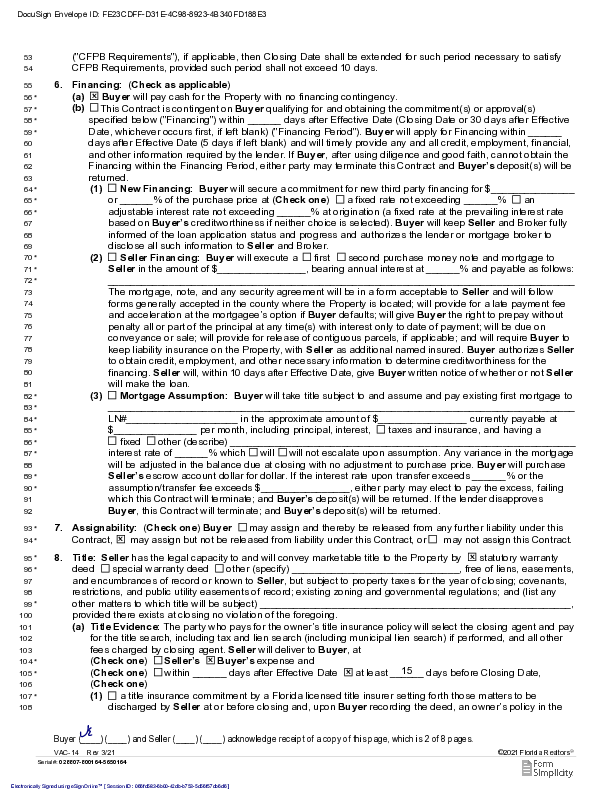 DocuSign Envelope ID: FE23CDFF-D31E-4C98-8923-4B340FD188E3
53 ("CFPB Requirements"), if applicable, then Closing Date shall be extended for such period necessary to satisfy
54 CFPB Requirements, provided such period shall not exceed 10 days.
55 6. Financing: (Check as applicable)
56* (a) ☒ Buyer will pay cash for the Property with no financing contingency.
57* (b) ☐ This Contract is contingent on Buyer qualifying for and obtaining the commitment(s) or approval(s)
58* specified below ("Financing") within ______ days after Effective Date (Closing Date or 30 days after Effective
59* Date, whichever occurs first, if left blank) ("Financing Period"). Buyer will apply for Financing within ______
60 days after Effective Date (5 days if left blank) and will timely provide any and all credit, employment, financial,
61 and other information required by the lender. If Buyer, after using diligence and good faith, cannot obtain the
62 Financing within the Financing Period, either party may terminate this Contract and Buyer's deposit(s) will be
63 returned.
64* (1) ☐ New Financing: Buyer will secure a commitment for new third party financing for $______________
65* or ______% of the purchase price at (Check one) ☐ a fixed rate not exceeding ______% ☐ an
66* adjustable interest rate not exceeding ______% at origination (a fixed rate at the prevailing interest rate
67 based on Buyer's creditworthiness if neither choice is selected). Buyer will keep Seller and Broker fully
68 informed of the loan application status and progress and authorizes the lender or mortgage broker to
69 disclose all such information to Seller and Broker.
70* (2) ☐ Seller Financing: Buyer will execute a ☐ first ☐ second purchase money note and mortgage to
71* Seller in the amount of $______________, bearing annual interest at ______% and payable as follows:
72* ______________
73 The mortgage, note, and any security agreement will be in a form acceptable to Seller and will follow
74 forms generally accepted in the county where the Property is located; will provide for a late payment fee
75 and acceleration at the mortgagee's option if Buyer defaults; will give Buyer the right to prepay without
76 penalty all or part of the principal at any time(s) with interest only to date of payment; will be due on
77 conveyance or sale; will provide for release of contiguous parcels, if applicable; and will require Buyer to
78 keep liability insurance on the Property, with Seller as additional named insured. Buyer authorizes Seller
79 to obtain credit, employment, and other necessary information to determine creditworthiness for the
80 financing. Seller will, within 10 days after Effective Date, give Buyer written notice of whether or not Seller
81 will make the loan.
82* (3) ☐ Mortgage Assumption: Buyer will take title subject to and assume and pay existing first mortgage to
83* ______________
84* LN#______________ in the approximate amount of $______________ currently payable at
85* $______________ per month, including principal, interest, ☐ taxes and insurance, and having a
86* ☐ fixed ☐ other (describe) ______________
87* interest rate of ______% which ☐ will ☐ will not escalate upon assumption. Any variance in the mortgage
88 will be adjusted in the balance due at closing with no adjustment to purchase price. Buyer will purchase
89* Seller's escrow account dollar for dollar. If the interest rate upon transfer exceeds ______% or the
90* assumption/transfer fee exceeds $______________, either party may elect to pay the excess, failing
91 which this Contract will terminate; and Buyer's deposit(s) will be returned. If the lender disapproves
92 Buyer, this Contract will terminate; and Buyer's deposit(s) will be returned.
93* 7. Assignability: (Check one) Buyer ☐ may assign and thereby be released from any further liability under this
94* Contract, ☒ may assign but not be released from liability under this Contract, or ☐ may not assign this Contract.
95* 8. Title: Seller has the legal capacity to and will convey marketable title to the Property by ☒ statutory warranty
96* deed ☐ special warranty deed ☐ other (specify) ______________, free of liens, easements,
97 and encumbrances of record or known to Seller, but subject to property taxes for the year of closing; covenants,
98 restrictions, and public utility easements of record; existing zoning and governmental regulations; and (list any
99* other matters to which title will be subject) ______________,
100 provided there exists at closing no violation of the foregoing.
101 (a) Title Evidence: The party who pays for the owner's title insurance policy will select the closing agent and pay
102 for the title search, including tax and lien search (including municipal lien search) if performed, and all other
103 fees charged by closing agent. Seller will deliver to Buyer, at
104* (Check one) ☐ Seller's ☒ Buyer's expense and
105* (Check one) ☐ within ______ days after Effective Date ☒ at least 15 days before Closing Date,
106 (Check one)
107* (1) ☐ a title insurance commitment by a Florida licensed title insurer setting forth those matters to be
108 discharged by Seller at or before closing and, upon Buyer recording the deed, an owner's policy in the
Buyer (____) (____) and Seller (____) (____) acknowledge receipt of a copy of this page, which is 2 of 8 pages.
VAC-14 Rev 3/21 ©2021 Florida Realtors®
Serial#: 028607-800164-5650164
Form
Simplicity